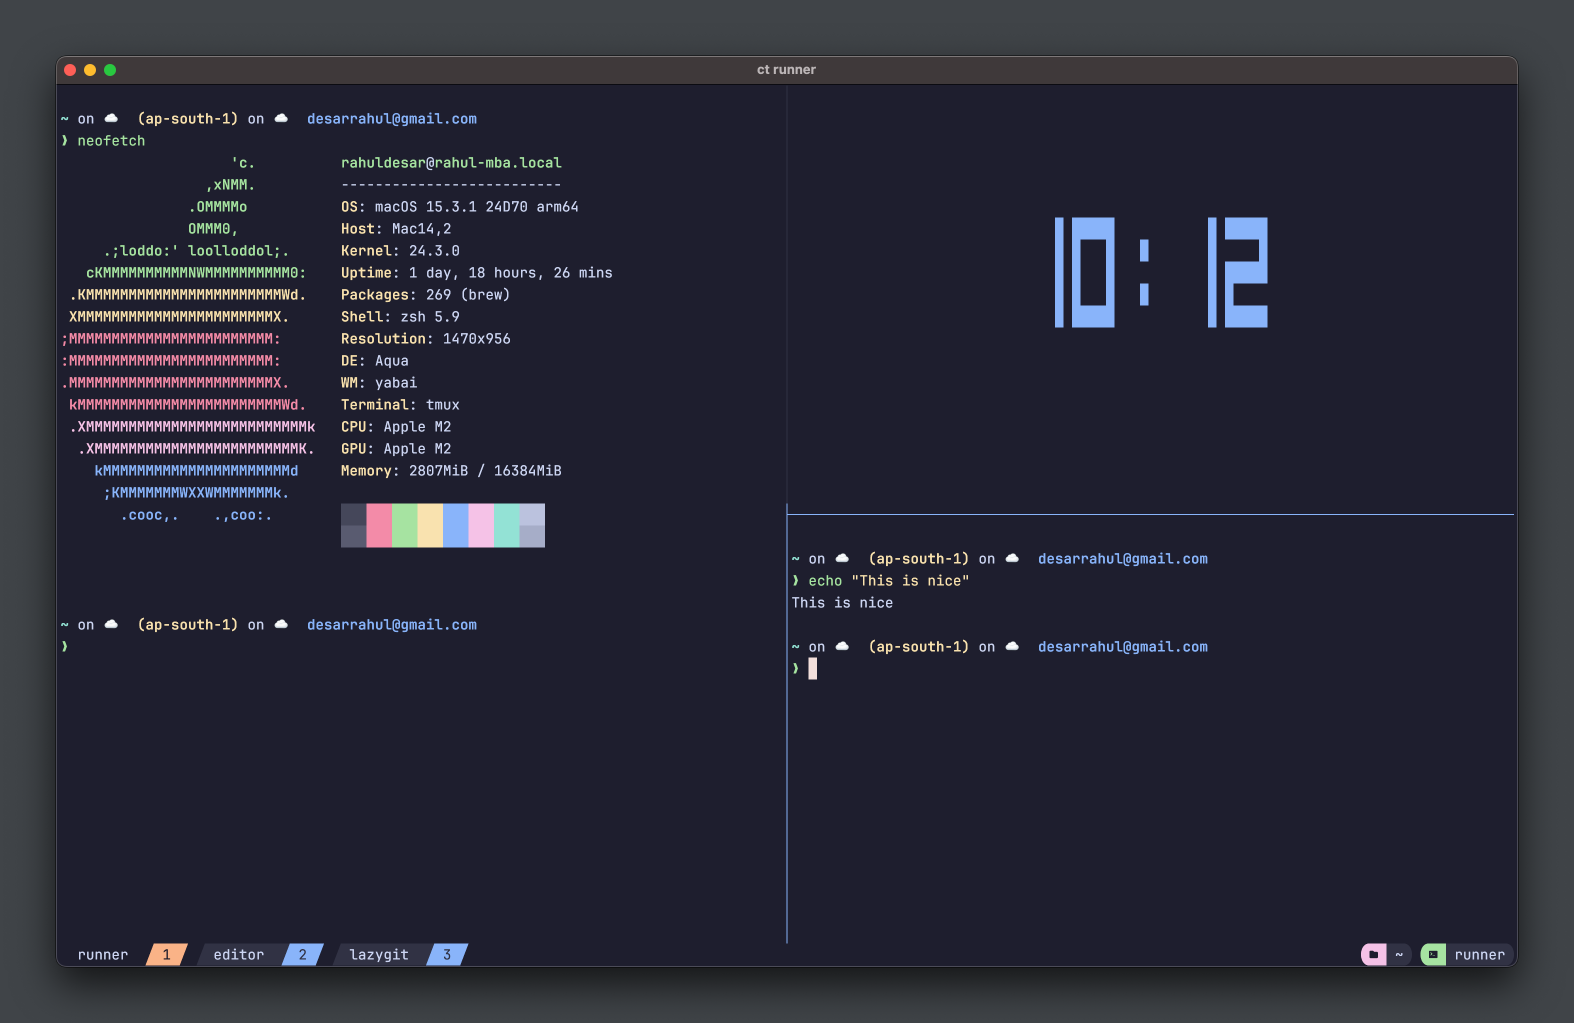 ct runner
~ on ☁️ (ap-south-1) on ☁️ desarrahul@gmail.com
❯ neofetch
'c. rahuldesar@rahul-mba.local
,xNMM. --------------------------
.OMMMMo OS: macOS 15.3.1 24D70 arm64
OMMM0, Host: Mac14,2
.;loddo:' loolloddol;. Kernel: 24.3.0
cKMMMMMMMMMMNWMMMMMMMMMM0: Uptime: 1 day, 18 hours, 26 mins
.KMMMMMMMMMMMMMMMMMMMMMMMWd. Packages: 269 (brew)
XMMMMMMMMMMMMMMMMMMMMMMMX. Shell: zsh 5.9
;MMMMMMMMMMMMMMMMMMMMMMMM: Resolution: 1470x956
:MMMMMMMMMMMMMMMMMMMMMMMM: DE: Aqua
.MMMMMMMMMMMMMMMMMMMMMMMMX. WM: yabai
kMMMMMMMMMMMMMMMMMMMMMMMMWd. Terminal: tmux
.XMMMMMMMMMMMMMMMMMMMMMMMMMMk CPU: Apple M2
.XMMMMMMMMMMMMMMMMMMMMMMMMK. GPU: Apple M2
kMMMMMMMMMMMMMMMMMMMMMMd Memory: 2807MiB / 16384MiB
;KMMMMMMMWXXWMMMMMMMk.
.cooc,. .,coo:.
~ on ☁️ (ap-south-1) on ☁️ desarrahul@gmail.com
❯
10:12
~ on ☁️ (ap-south-1) on ☁️ desarrahul@gmail.com
❯ echo "This is nice"
This is nice
~ on ☁️ (ap-south-1) on ☁️ desarrahul@gmail.com
❯
runner 1 editor 2 lazygit 3 ~ runner